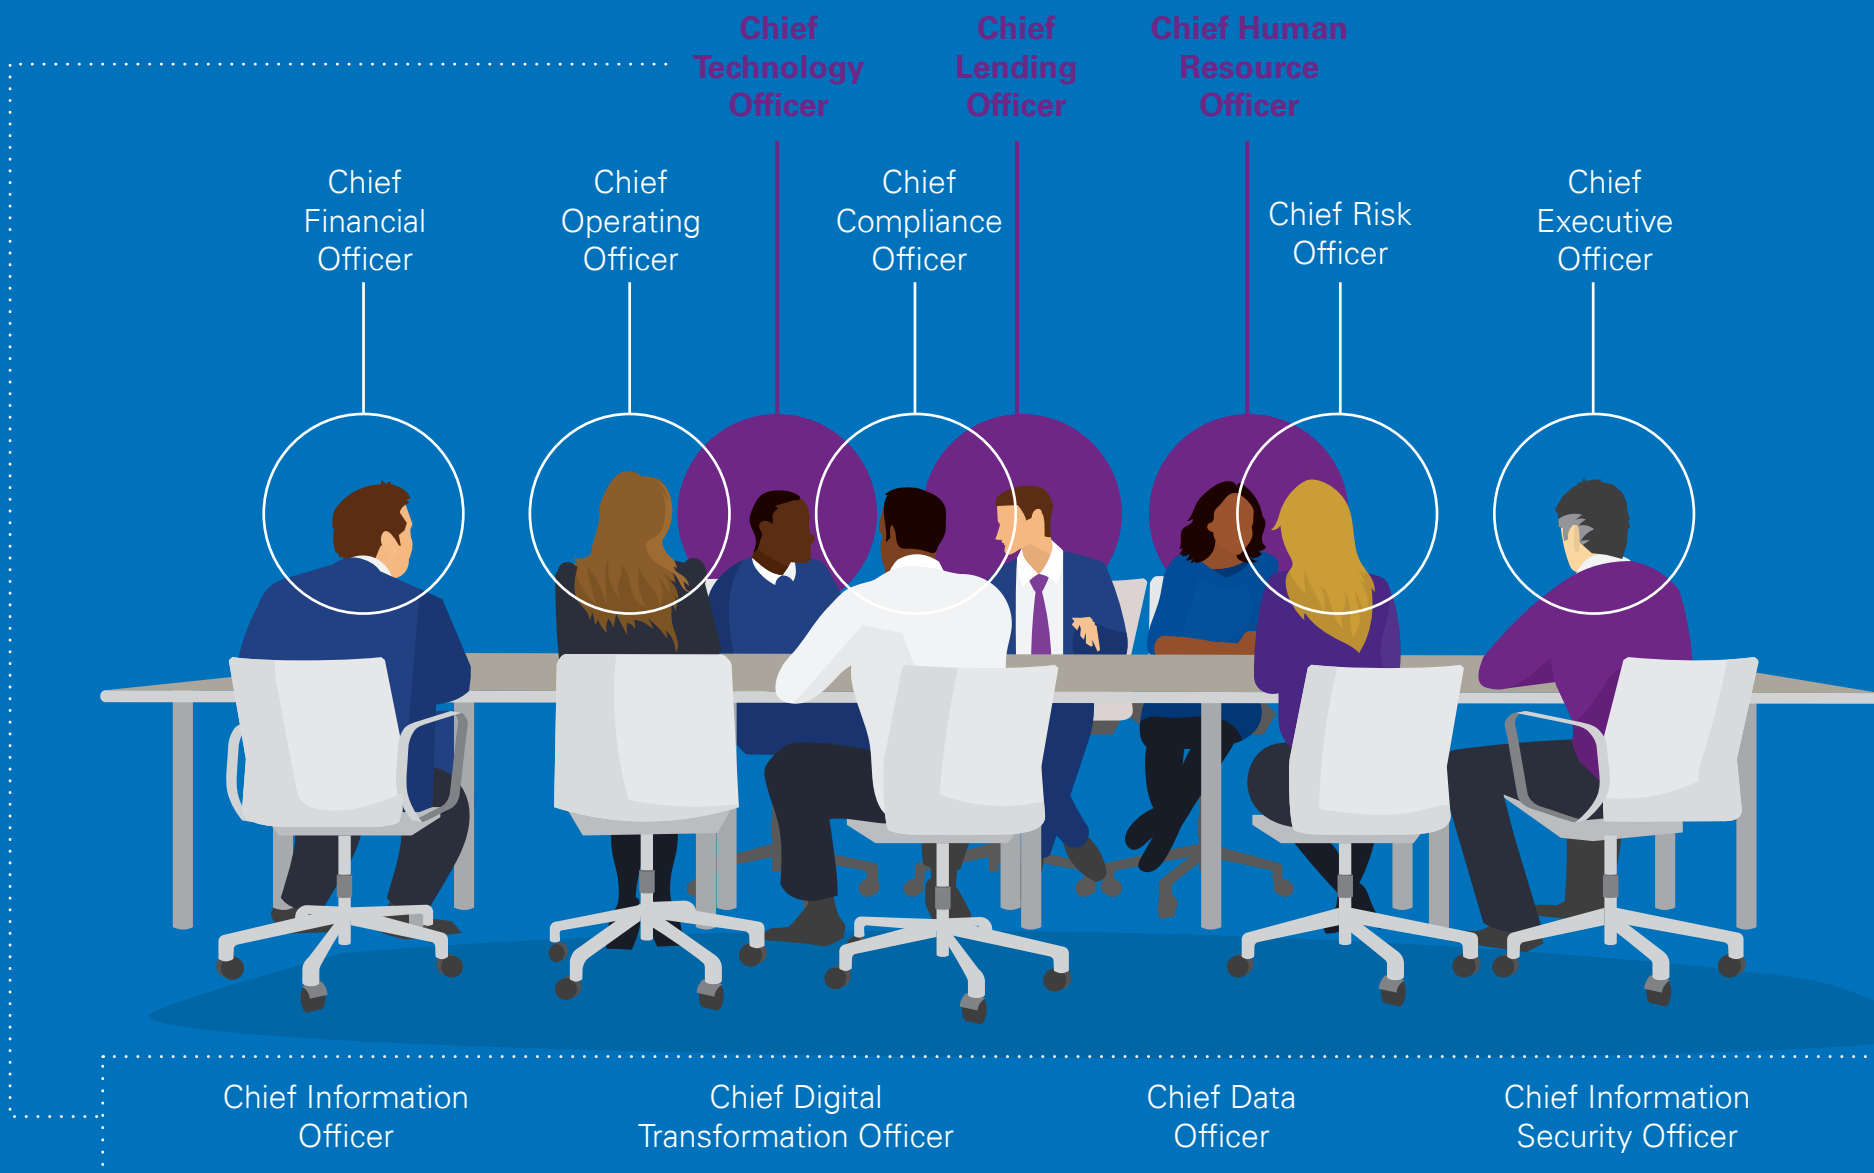 Chief
Technology
Officer
Chief
Lending
Officer
Chief Human
Resource
Officer
Chief
Financial
Officer
Chief
Operating
Officer
Chief
Compliance
Officer
Chief Risk
Officer
Chief
Executive
Officer
Chief Information
Officer
Chief Digital
Transformation Officer
Chief Data
Officer
Chief Information
Security Officer